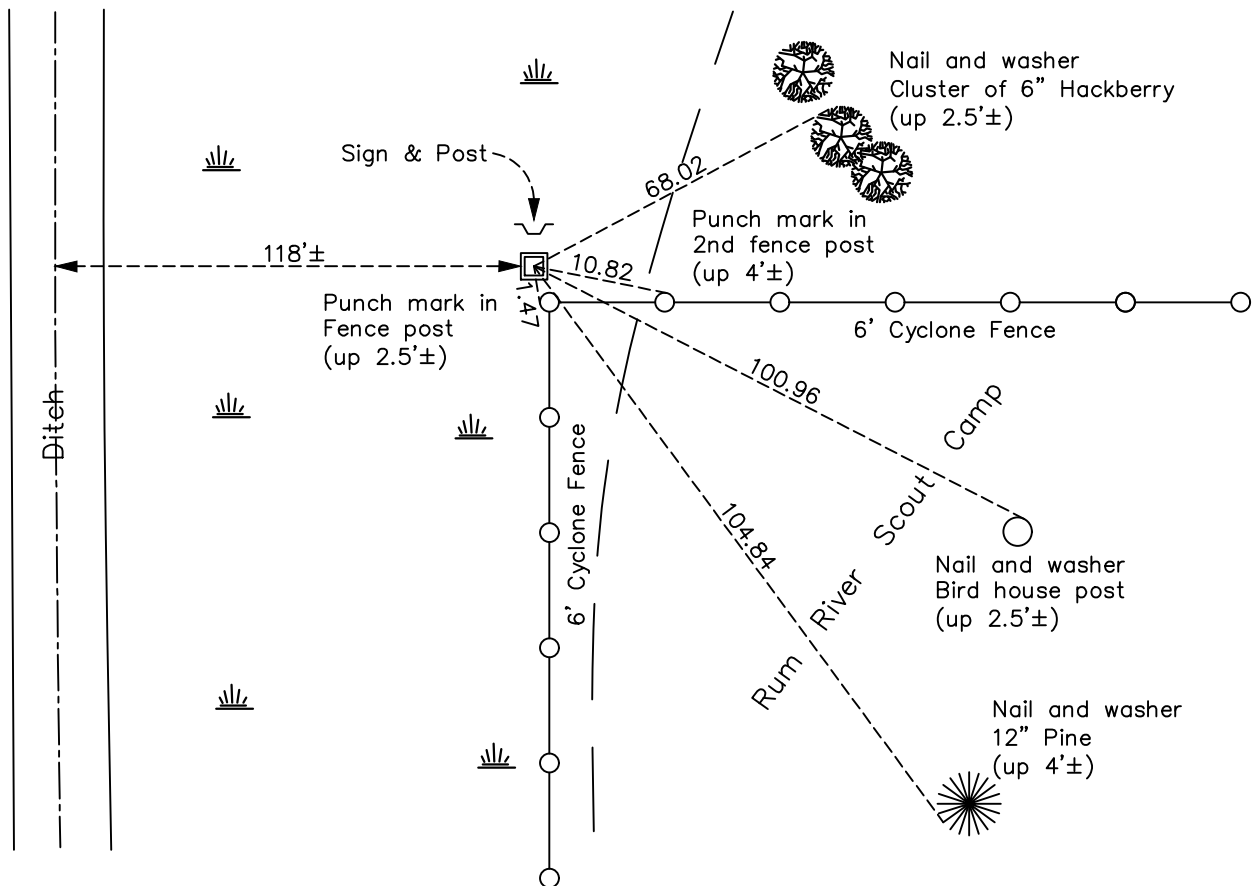 Nail and washer
Cluster of 6" Hackberry
(up 2.5'±)
Sign & Post
68.02
Punch mark in
2nd fence post
(up 4'±)
118'±
10.82
1.47
Punch mark in
Fence post
(up 2.5'±)
6' Cyclone Fence
100.96
Ditch
6' Cyclone Fence
104.84
Rum River Scout Camp
Nail and washer
Bird house post
(up 2.5'±)
Nail and washer
12" Pine
(up 4'±)